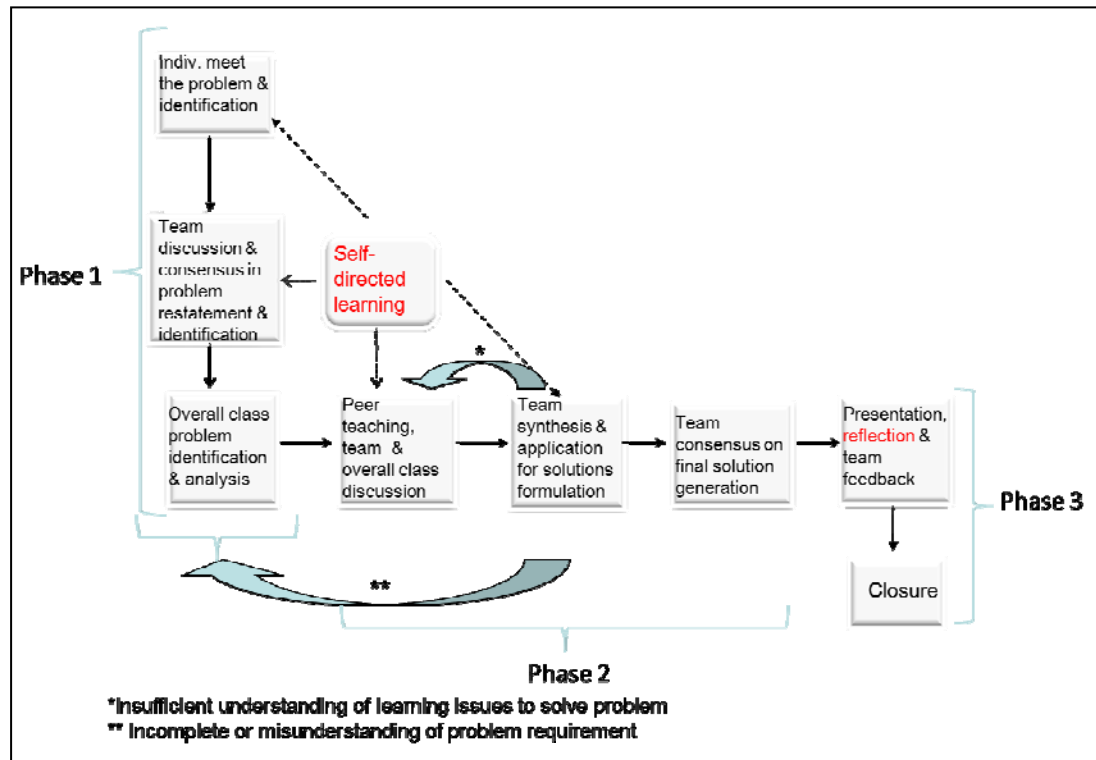 Indiv. meet
the problem &
identification
Team
discussion &
consensus in
problem
restatement &
identification
Phase 1
Self-
directed
learning
*
Overall class
problem
identification
& analysis
Peer
teaching,
team &
overall class
discussion
Team
synthesis &
application
for solutions
formulation
Team
consensus on
final solution
generation
Presentation,
reflection &
team
feedback
Phase 3
**
Closure
Phase 2
*Insufficient understanding of learning issues to solve problem
** Incomplete or misunderstanding of problem requirement